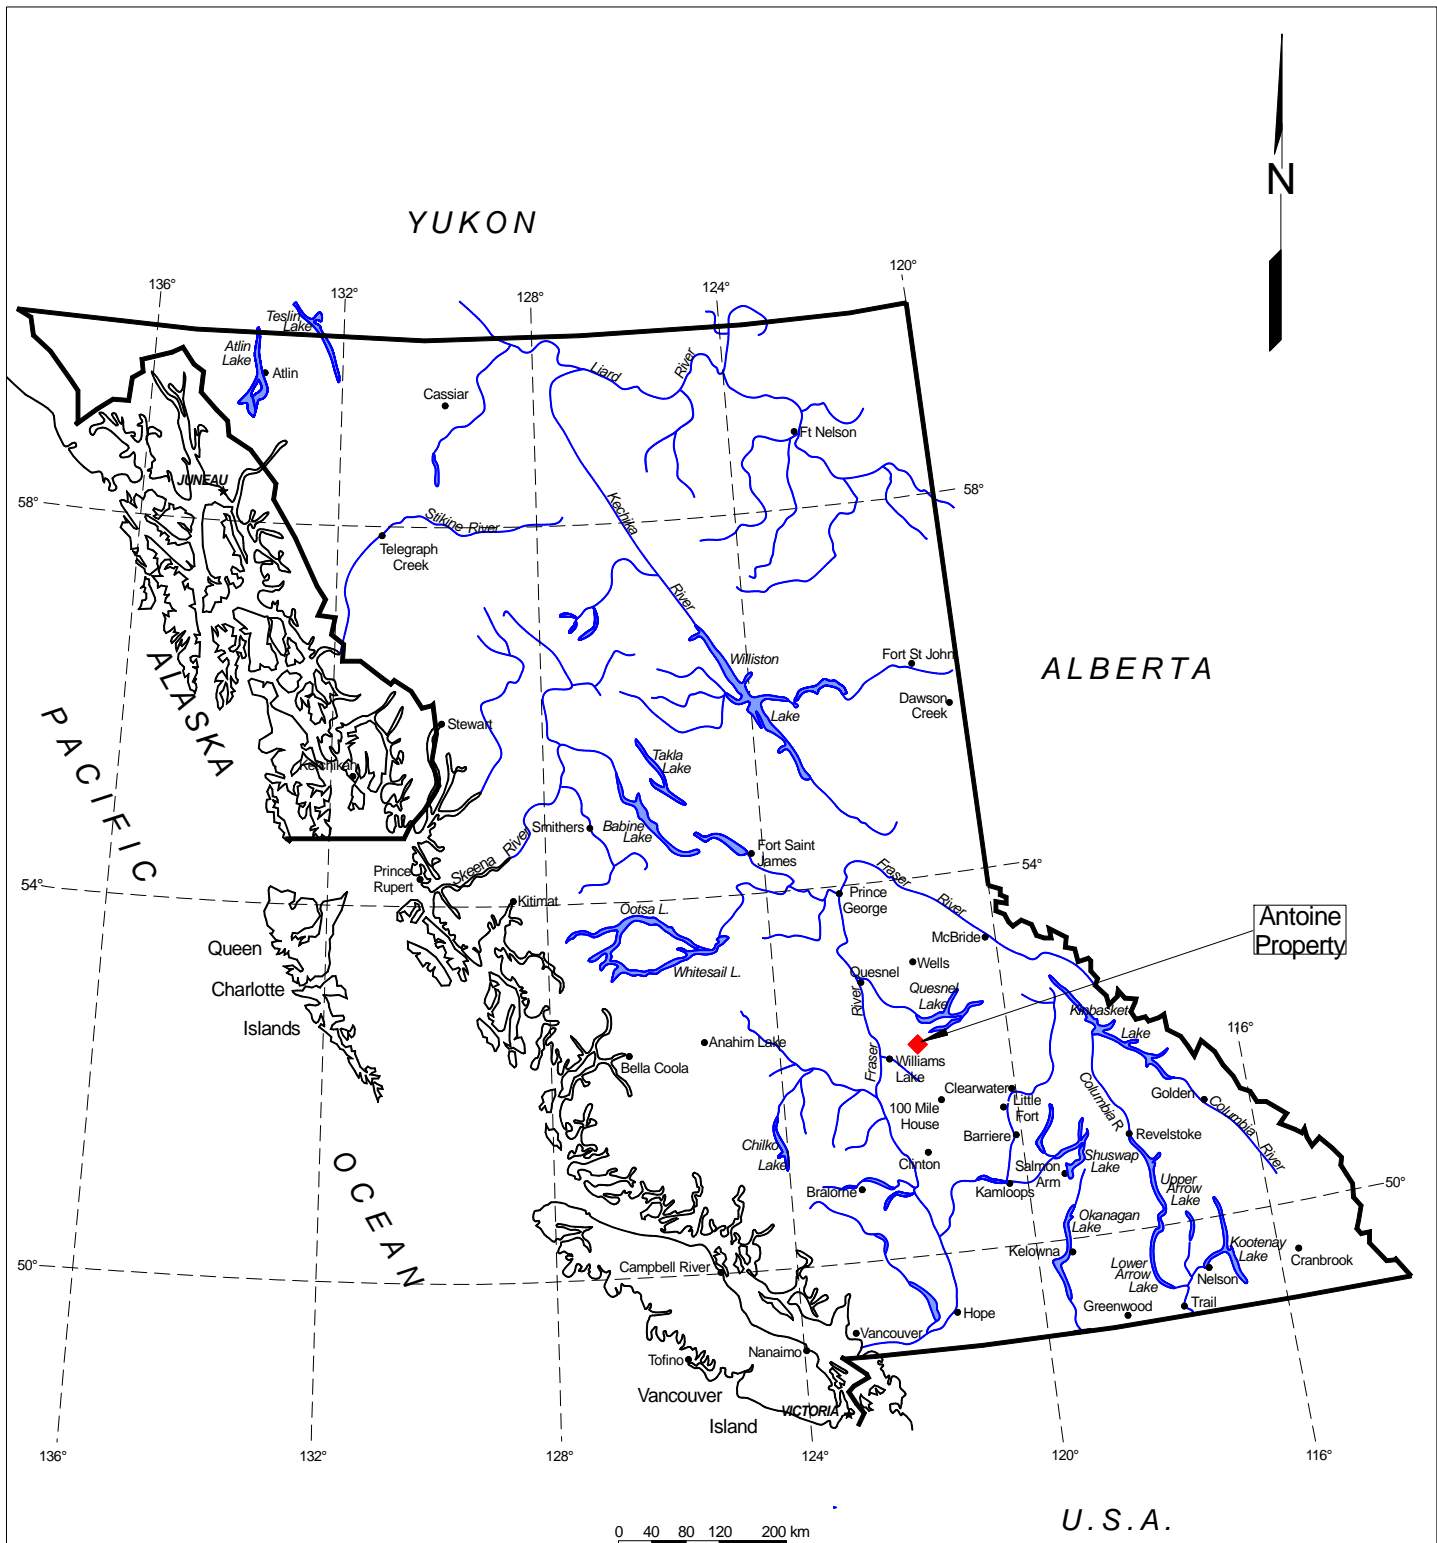 N
YUKON
136°
132°
128°
124°
120°
Teslin
Lake
Atlin
Lake
Atlin
Cassiar
Liard
River
Ft Nelson
JUNEAU
58°
58°
Kechika
River
Stikine River
Telegraph
Creek
ALASKA
PACIFIC
OCEAN
Williston
Lake
Fort St John
Dawson
Creek
ALBERTA
Stewart
Ketchikan
Takla
Lake
Smithers
Babine
Lake
Skeena River
Fort Saint
James
Prince
Rupert
54°
54°
Kitimat
Fraser
River
Prince
George
Ootsa L.
Whitesail L.
McBride
Antoine
Property
Queen
Charlotte
Islands
Wells
Quesnel
Quesnel
Lake
River
Fraser
Kinbasket
Lake
116°
Anahim Lake
Bella Coola
Williams
Lake
Clearwater
Little
Fort
100 Mile
House
Columbia R
Golden
Columbia
River
Barriere
Revelstoke
Chilko
Lake
Clinton
Salmon
Arm
Shuswap
Lake
Bralorne
Kamloops
Upper
Arrow
Lake
50°
50°
Okanagan
Lake
Kelowna
Kootenay
Lake
Cranbrook
Lower
Arrow
Lake
Nelson
Campbell River
Greenwood
Trail
Hope
Vancouver
Nanaimo
Tofino
Vancouver
Island
VICTORIA
136°
132°
128°
124°
120°
116°
U.S.A.
0 40 80 120 200 km